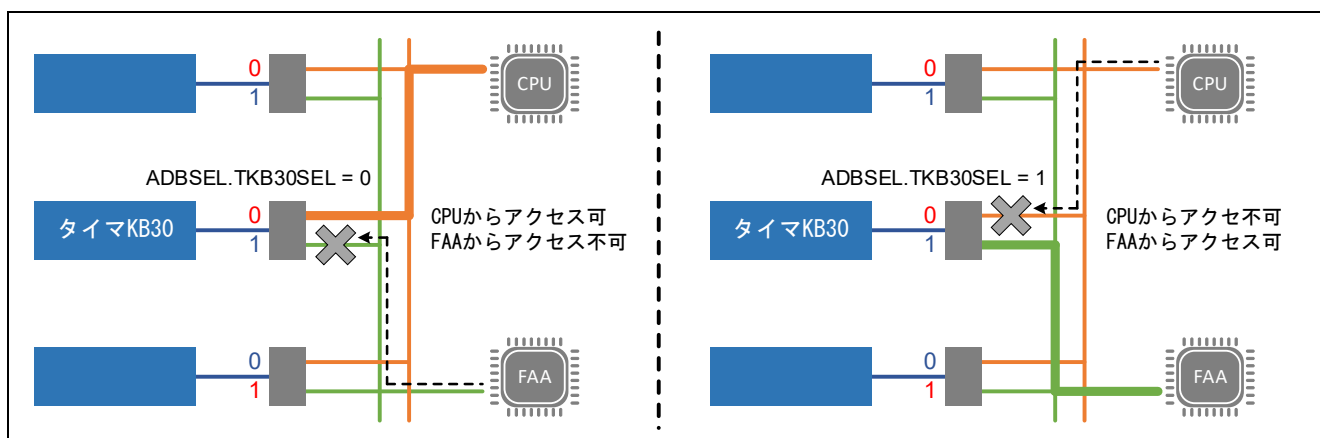 0
1
CPU
ADBSEL.TKB30SEL = 0
タイマKB30
0
1
CPUからアクセス可
FAAからアクセス不可
0
1
FAA
0
1
CPU
ADBSEL.TKB30SEL = 1
タイマKB30
0
1
CPUからアクセ不可
FAAからアクセス可
0
1
FAA